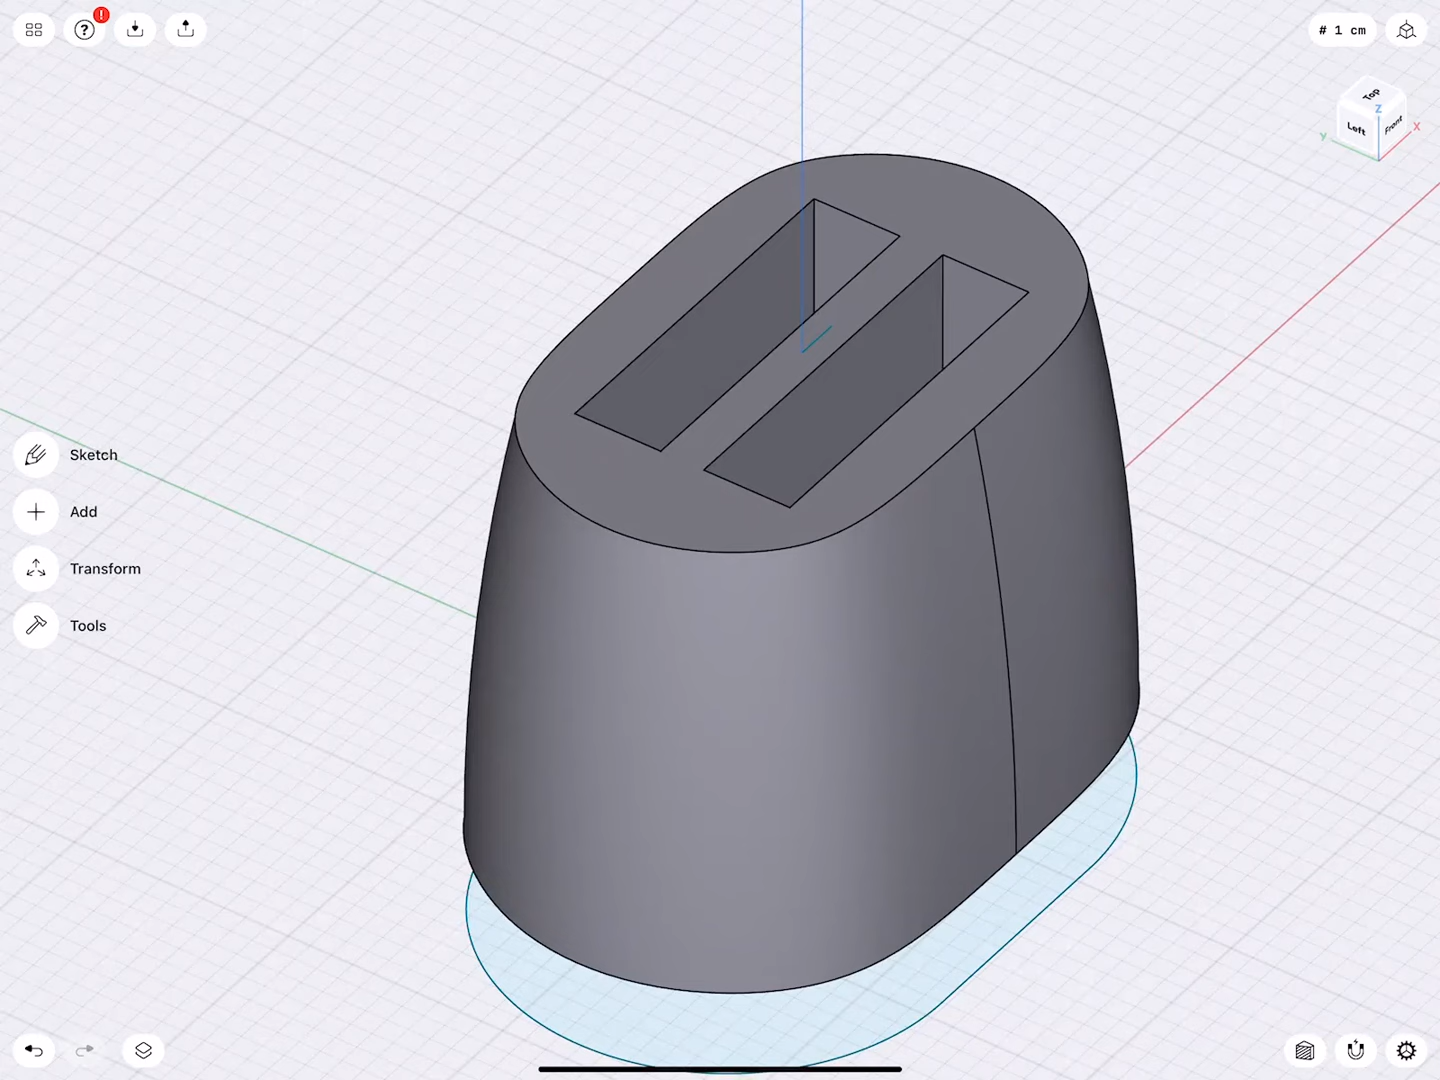 ?
!
# 1 cm
Top
Z
Left
Front
Y
X
Sketch
Add
Transform
Tools